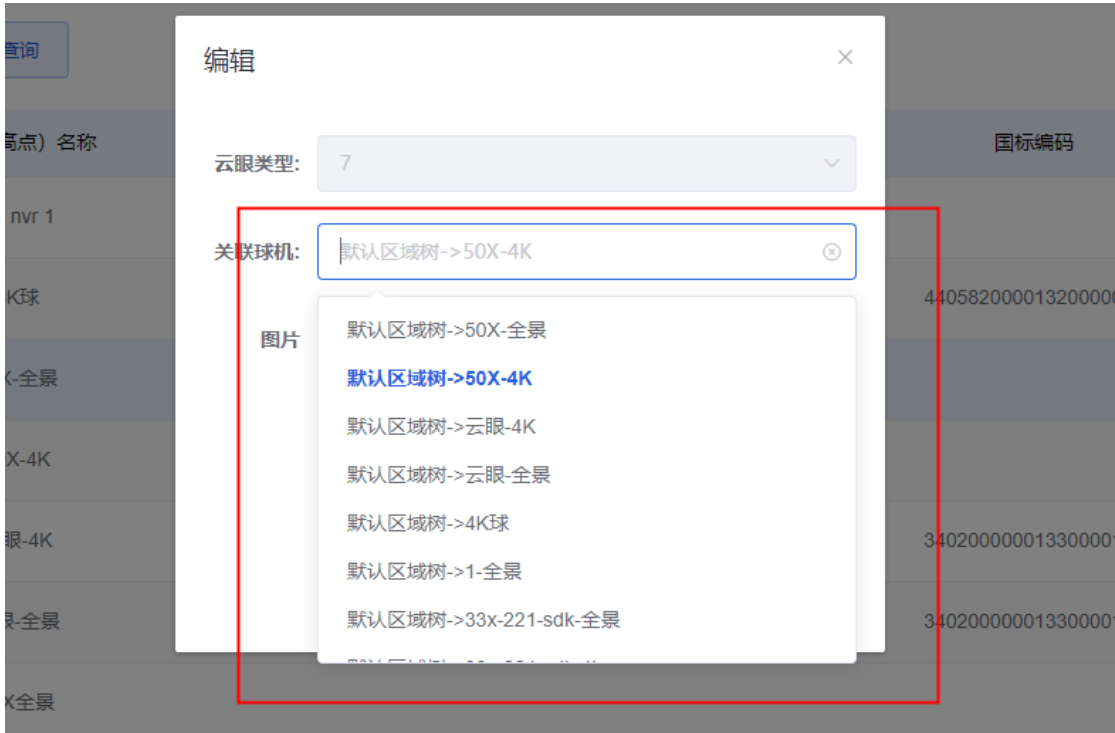 查询
编辑
高点）名称
国标编码
云眼类型:
7
nvr 1
关联球机:
默认区域树->50X-4K
K球
440582000013200000
默认区域树->50X-全景
图片
默认区域树->50X-4K
-全景
默认区域树->云眼-4K
X-4K
默认区域树->云眼-全景
默认区域树->4K球
眼-4K
340200000013300001
默认区域树->1-全景
默认区域树->33x-221-sdk-全景
-全景
340200000013300001
X全景